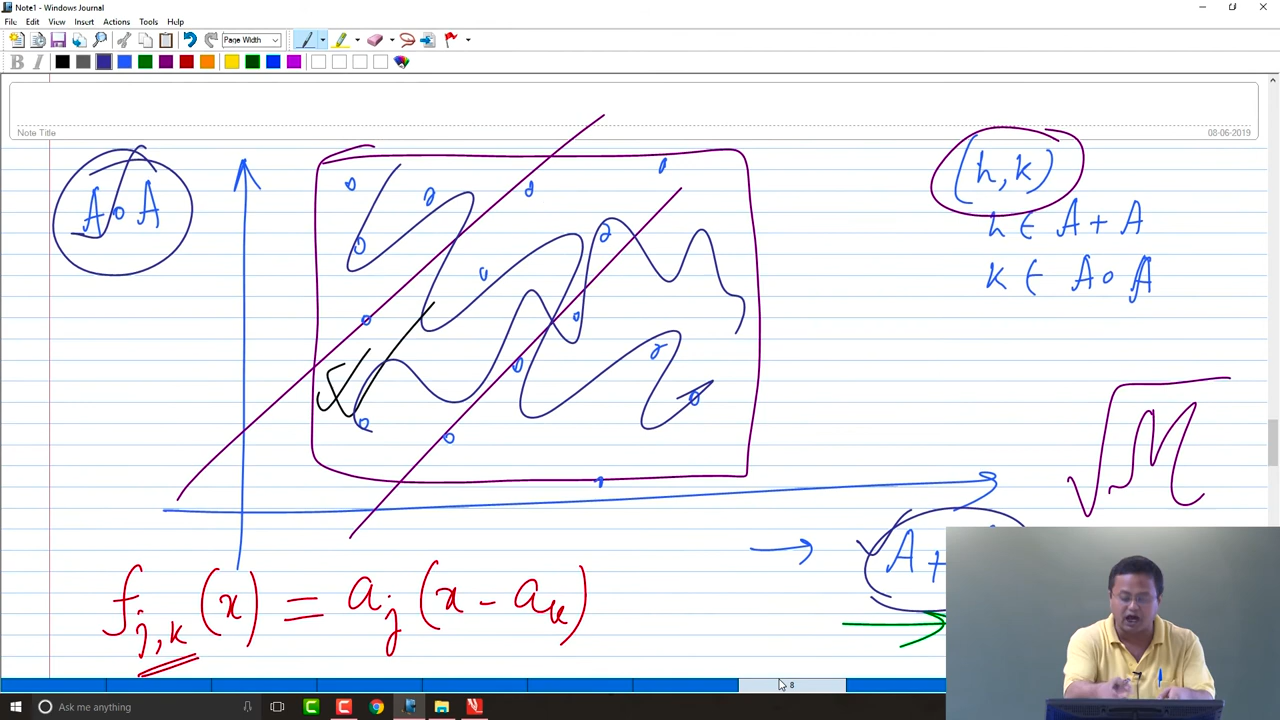 Note1 - Windows Journal
File Edit View Insert Actions Tools Help
Page Width
B I
Note Title
08-06-2019
A o A
(h, k)
h ∈ A + A
k ∈ A o A
√M
→ A +
f_{j,k}(x) = a_j(x - a_k)
8
Ask me anything